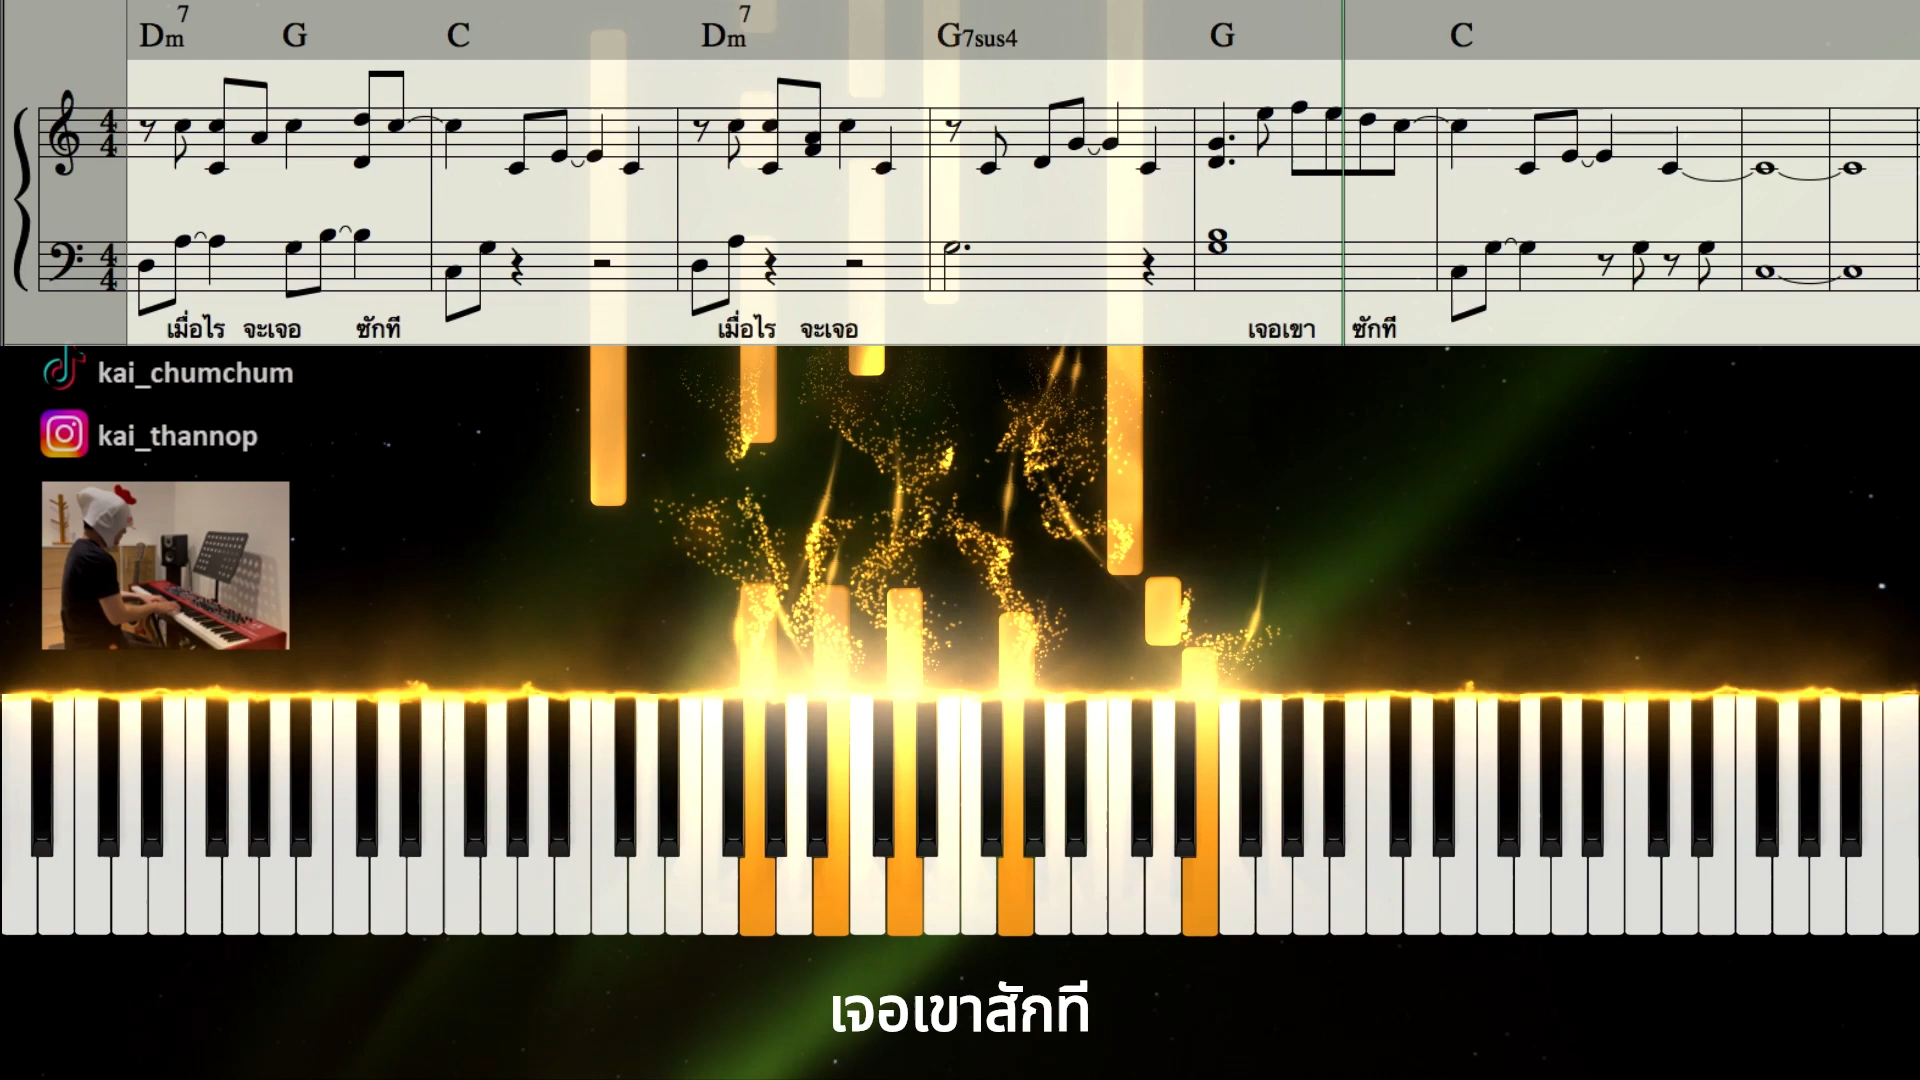 Dm7 G C Dm7 G7sus4 G C
เมื่อไร จะเจอ ซักที เมื่อไร จะเจอ เจอเขา ซักที
kai_chumchum
kai_thannop
เจอเขาสักที